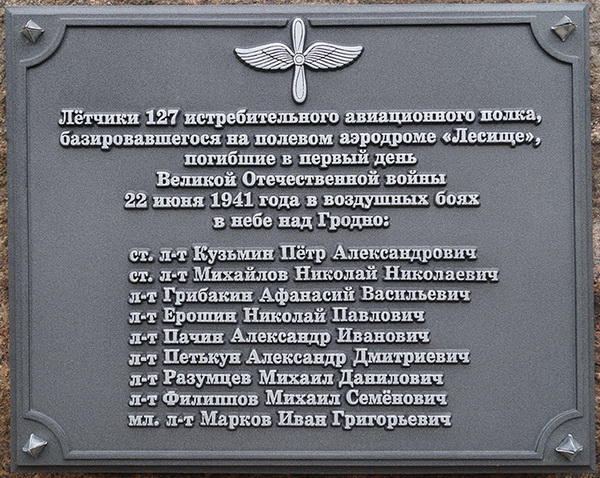 Лётчики 127 истребительного авиационного полка,
базировавшегося на полевом аэродроме «Лесище»,
погибшие в первый день
Великой Отечественной войны
22 июня 1941 года в воздушных боях
в небе над Гродно:
ст. л-т Кузьмин Пётр Александрович
ст. л-т Михайлов Николай Николаевич
л-т Грибакин Афанасий Васильевич
л-т Ерошин Николай Павлович
л-т Пачин Александр Иванович
л-т Петькун Александр Дмитриевич
л-т Разумцев Михаил Данилович
л-т Филиппов Михаил Семёнович
мл. л-т Марков Иван Григорьевич